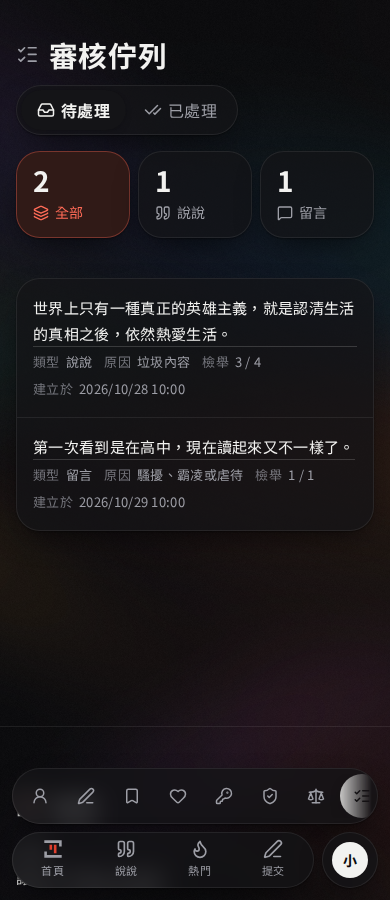 審核佇列
待處理 已處理
2 1 1
全部 說說 留言
世界上只有一種真正的英雄主義，就是認清生活
的真相之後，依然熱愛生活。
類型 說說 原因 垃圾內容 檢舉 3 / 4
建立於 2026/10/28 10:00
第一次看到是在高中，現在讀起來又不一樣了。
類型 留言 原因 騷擾、霸凌或虐待 檢舉 1 / 1
建立於 2026/10/29 10:00
首頁 說說 熱門 提交 小